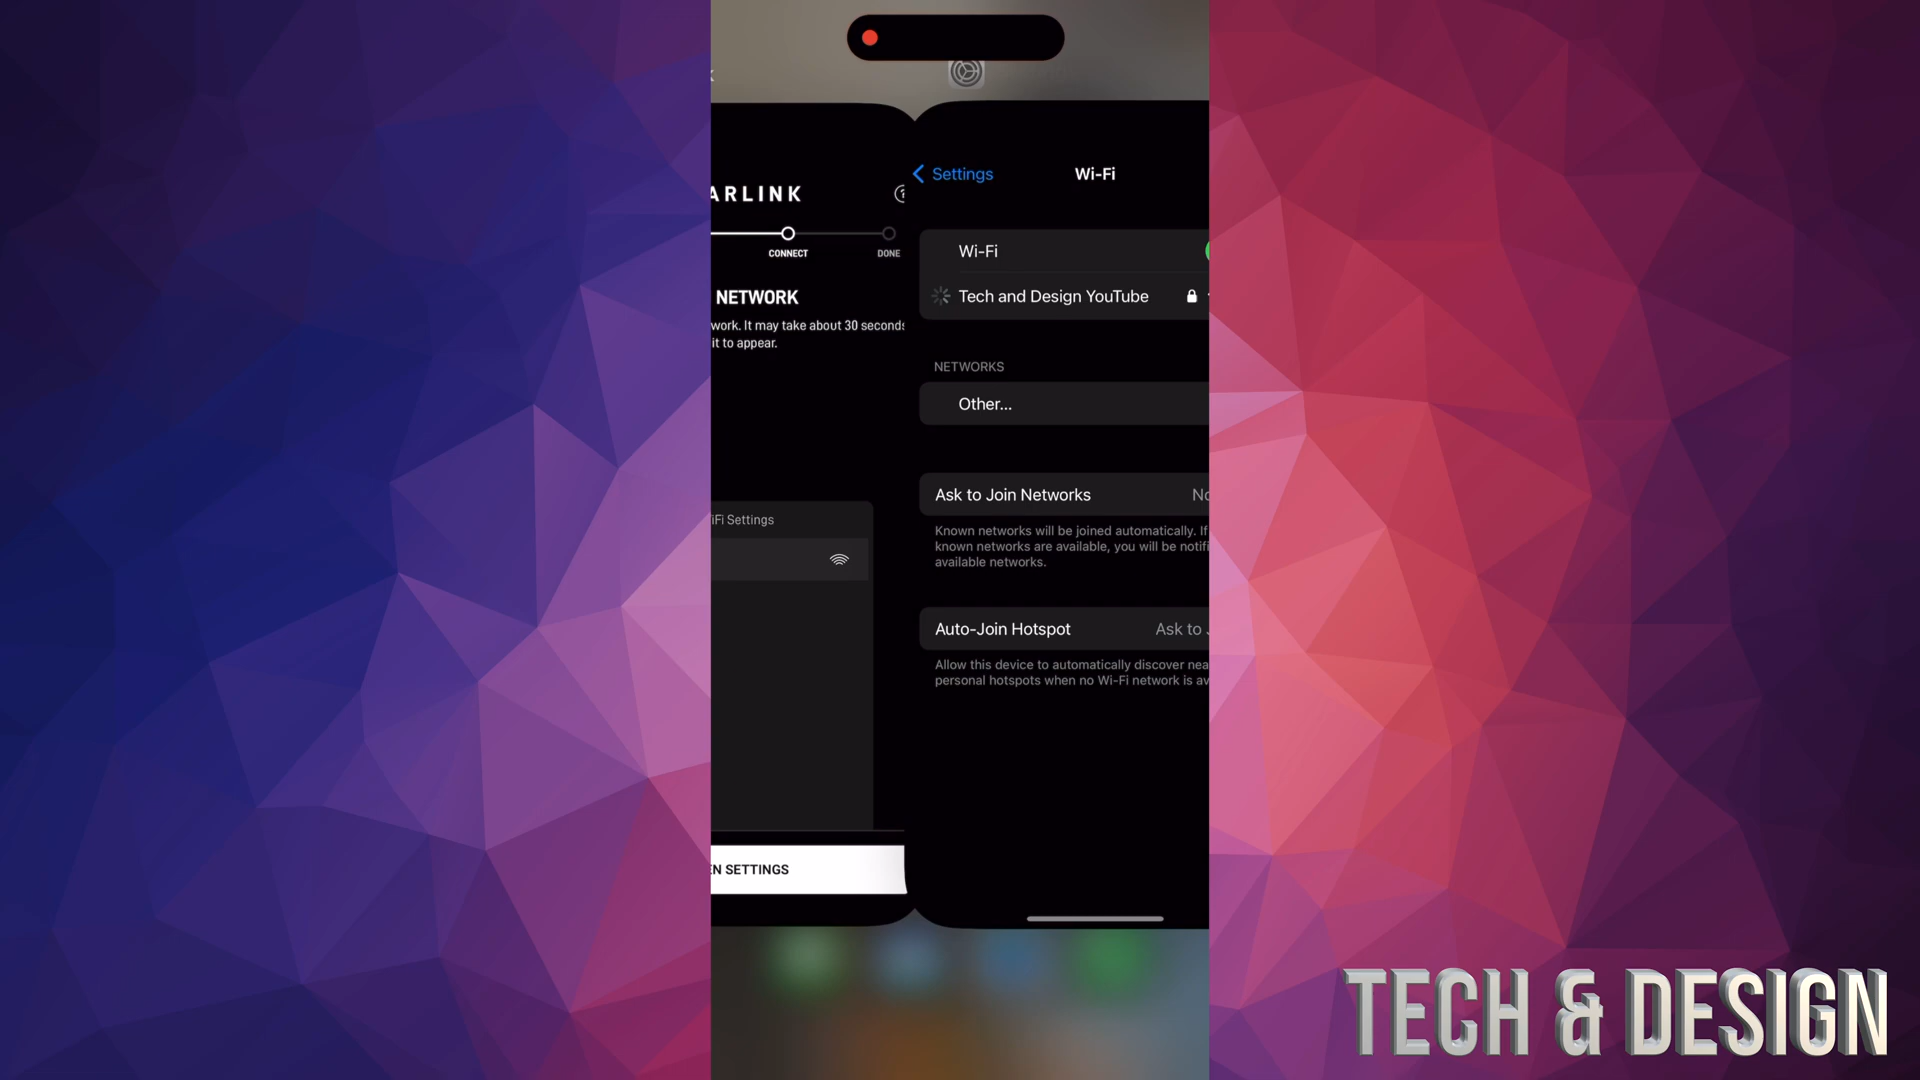 ARLINK
CONNECT
DONE
NETWORK
work. It may take about 30 seconds
it to appear.
iFi Settings
EN SETTINGS
Settings
Wi-Fi
Wi-Fi
Tech and Design YouTube
NETWORKS
Other...
Ask to Join Networks
No
Known networks will be joined automatically. If
known networks are available, you will be notifi
available networks.
Auto-Join Hotspot
Ask to J
Allow this device to automatically discover nea
personal hotspots when no Wi-Fi network is av
TECH & DESIGN